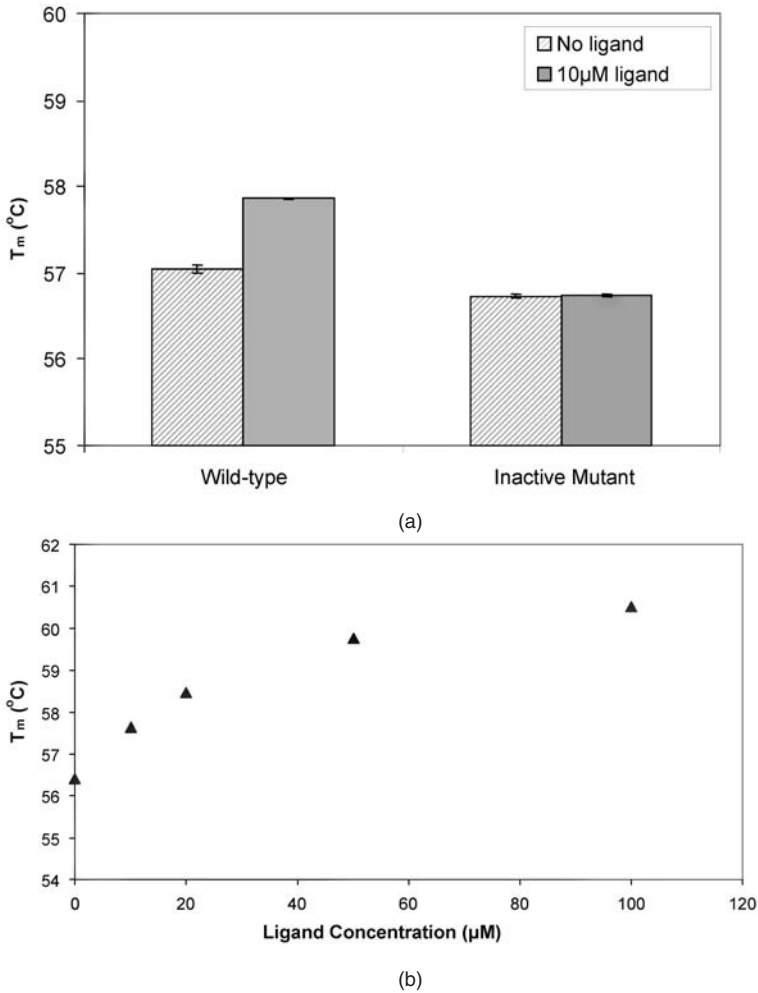 60
59
58
57
56
55
Tm (°C)
No ligand
10µM ligand
Wild-type
Inactive Mutant
(a)
62
61
60
59
58
57
56
55
54
Tm (°C)
0
20
40
60
80
100
120
Ligand Concentration (µM)
(b)